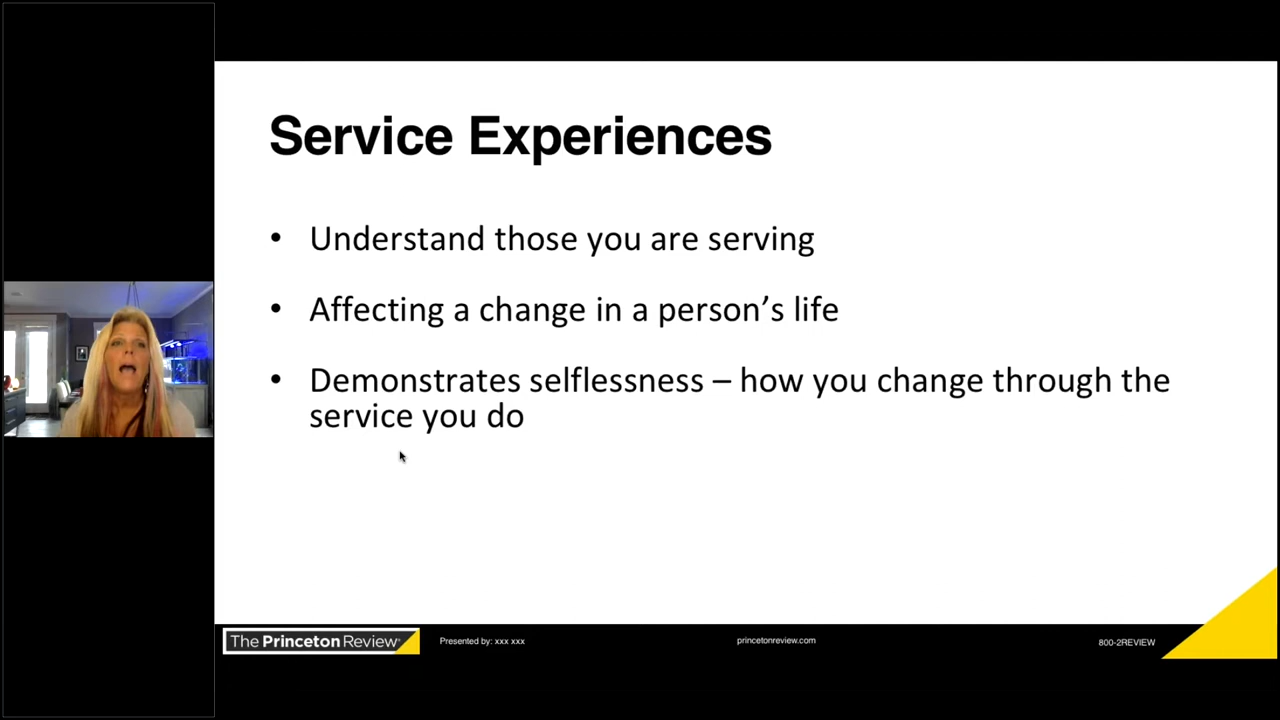 Service Experiences
• Understand those you are serving
• Affecting a change in a person’s life
• Demonstrates selflessness – how you change through the
service you do
The Princeton Review
Presented by: xxx xxx
princetonreview.com
800-2REVIEW